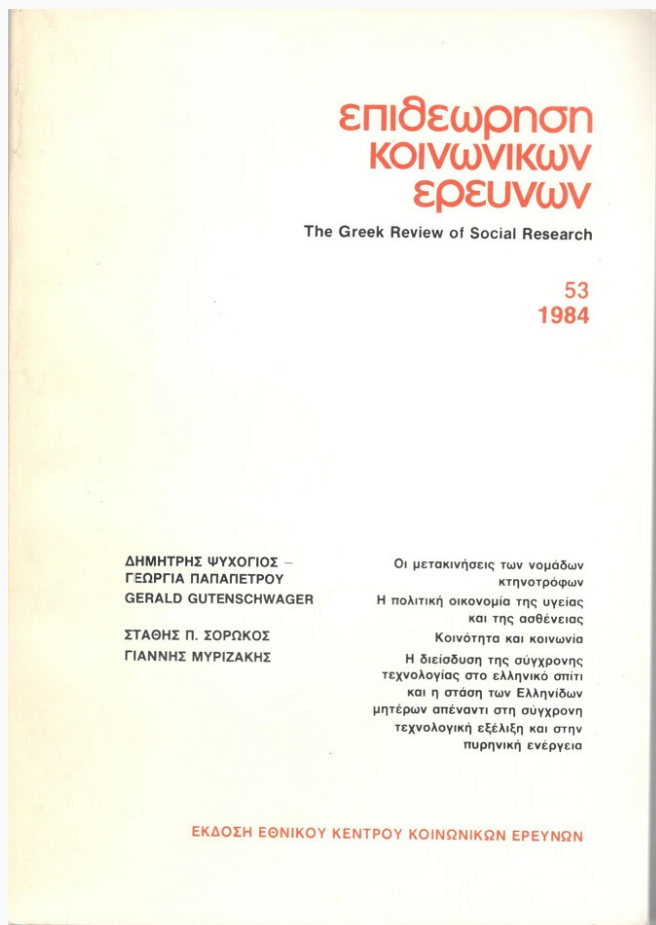 επιθεώρηση
κοινωνικών
ερευνών
The Greek Review of Social Research
53
1984
ΔΗΜΗΤΡΗΣ ΨΥΧΟΓΙΟΣ –
ΓΕΩΡΓΙΑ ΠΑΠΑΠΕΤΡΟΥ
Οι μετακινήσεις των νομάδων
κτηνοτρόφων
GERALD GUTENSCHWAGER
Η πολιτική οικονομία της υγείας
και της ασθένειας
ΣΤΑΘΗΣ Π. ΣΟΡΩΚΟΣ
Κοινότητα και κοινωνία
ΓΙΑΝΝΗΣ ΜΥΡΙΖΑΚΗΣ
Η διείσδυση της σύγχρονης
τεχνολογίας στο ελληνικό σπίτι
και η στάση των Ελληνίδων
μητέρων απέναντι στη σύγχρονη
τεχνολογική εξέλιξη και στην
πυρηνική ενέργεια
ΕΚΔΟΣΗ ΕΘΝΙΚΟΥ ΚΕΝΤΡΟΥ ΚΟΙΝΩΝΙΚΩΝ ΕΡΕΥΝΩΝ